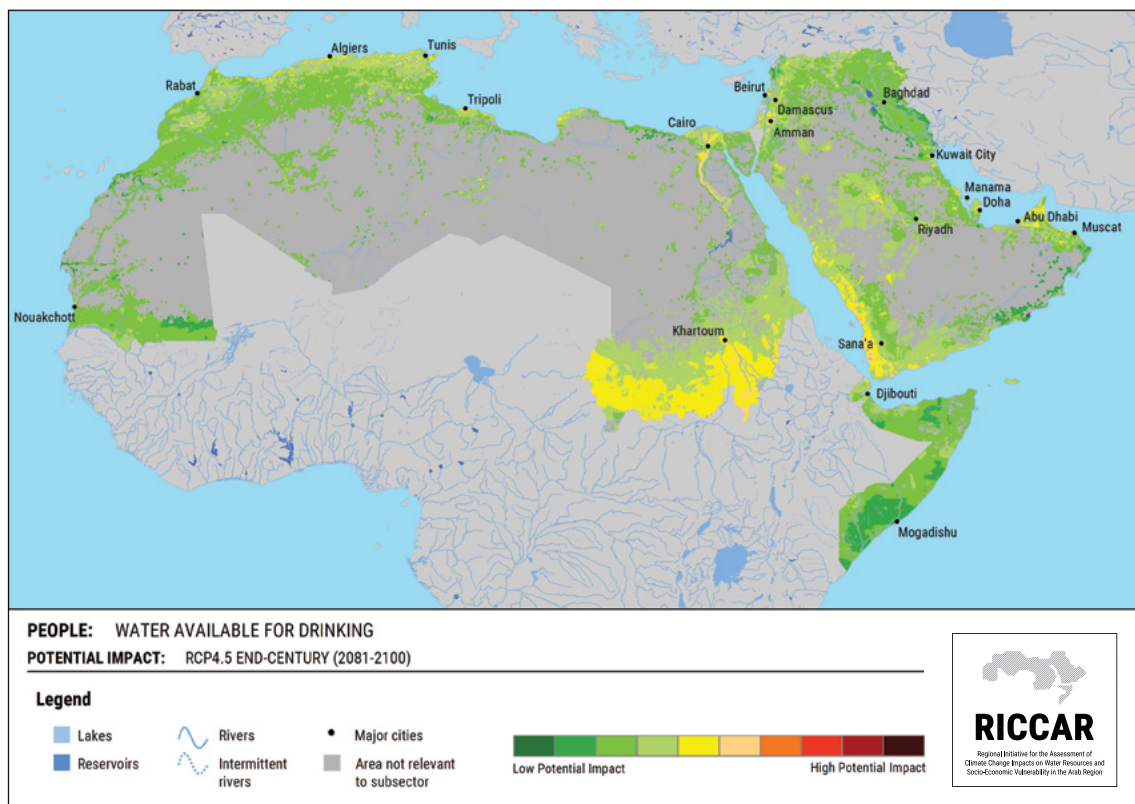 Algiers
Tunis
Rabat
Tripoli
Beirut
Damascus
Baghdad
Cairo
Amman
Kuwait City
Manama
Doha
Abu Dhabi
Riyadh
Muscat
Nouakchott
Khartoum
Sana'a
Djibouti
Mogadishu
PEOPLE: WATER AVAILABLE FOR DRINKING
POTENTIAL IMPACT: RCP4.5 END-CENTURY (2081-2100)
Legend
Lakes
Reservoirs
Rivers
Intermittent
rivers
Major cities
Area not relevant
to subsector
Low Potential Impact
High Potential Impact
RICCAR
Regional Initiative for the Assessment of
Climate Change Impacts on Water Resources and
Socio-Economic Vulnerability in the Arab Region